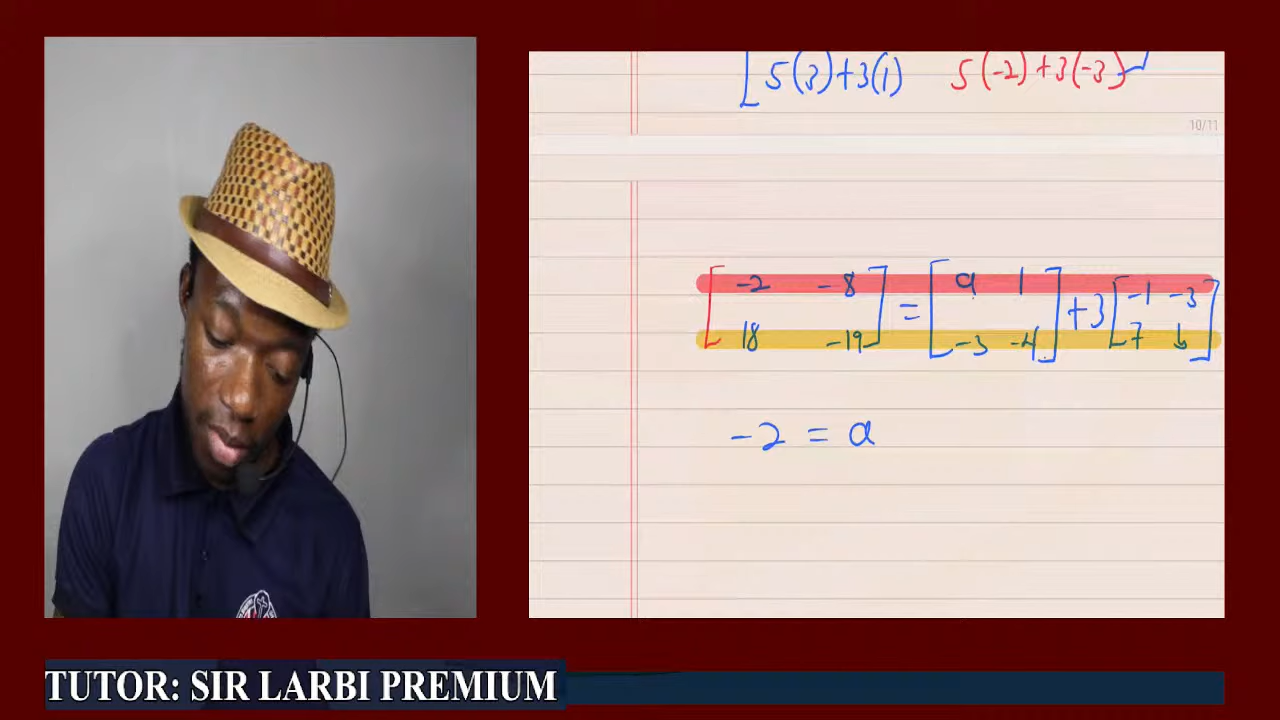 5(3)+3(1) 5(-2)+3(-3)
10/11
[-2 -8] = [a 1] + 3[-1 -3]
[18 -19] [-3 -4] [7 b]
-2 = a
TUTOR: SIR LARBI PREMIUM